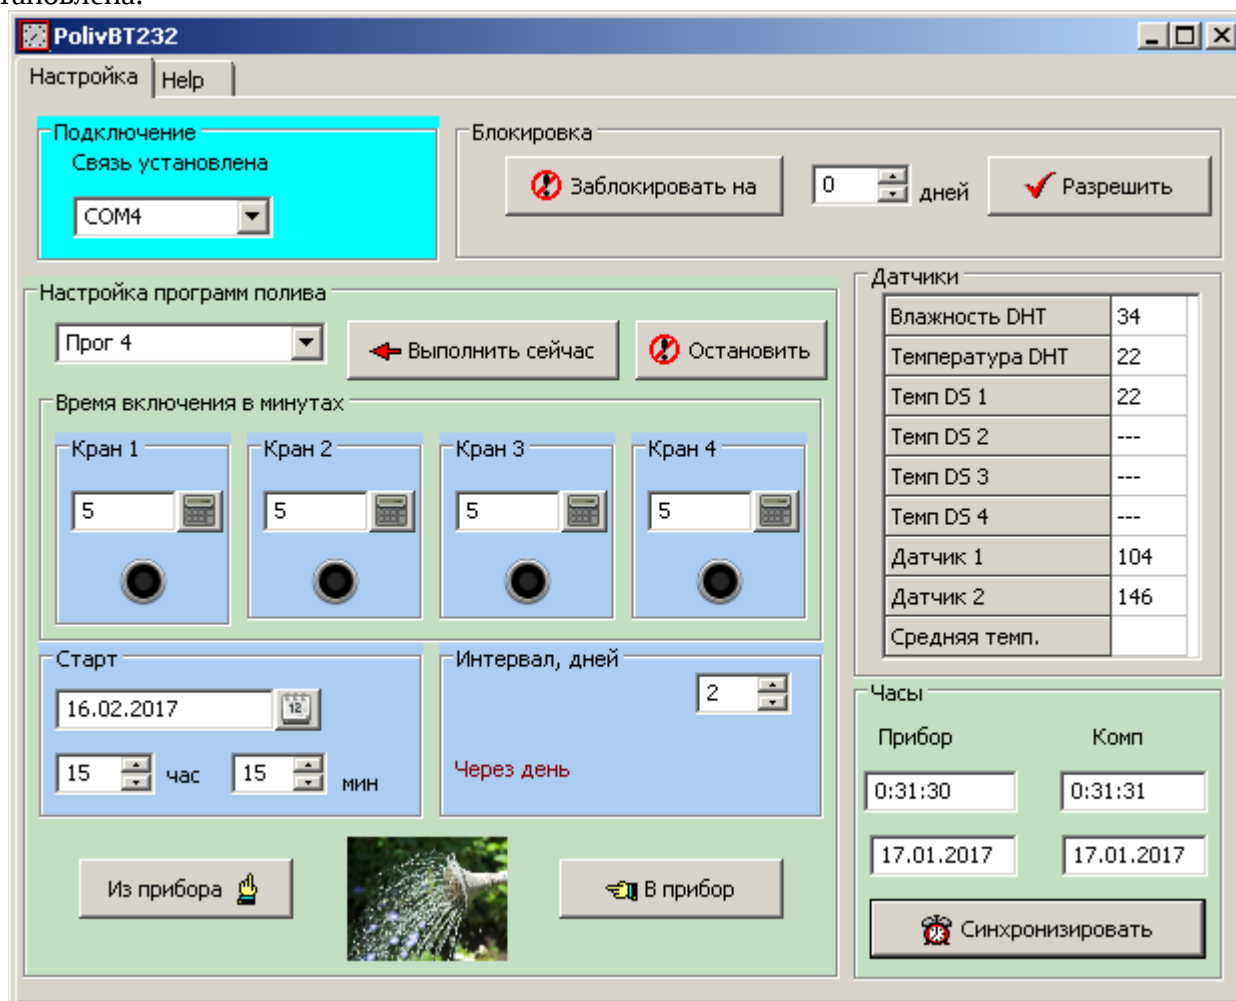 тановлена.
PolivBT232
Настройка Help
Подключение
Связь установлена
COM4
Блокировка
Заблокировать на 0 дней Разрешить
Настройка программ полива
Прог 4 Выполнить сейчас Остановить
Время включения в минутах
Кран 1 Кран 2 Кран 3 Кран 4
5 5 5 5
Старт
16.02.2017 12
15 час 15 мин
Интервал, дней
2
Через день
Из прибора В прибор
Датчики
Влажность DHT 34
Температура DHT 22
Темп DS 1 22
Темп DS 2 ---
Темп DS 3 ---
Темп DS 4 ---
Датчик 1 104
Датчик 2 146
Средняя темп.
Часы
Прибор Комп
0:31:30 0:31:31
17.01.2017 17.01.2017
Синхронизировать